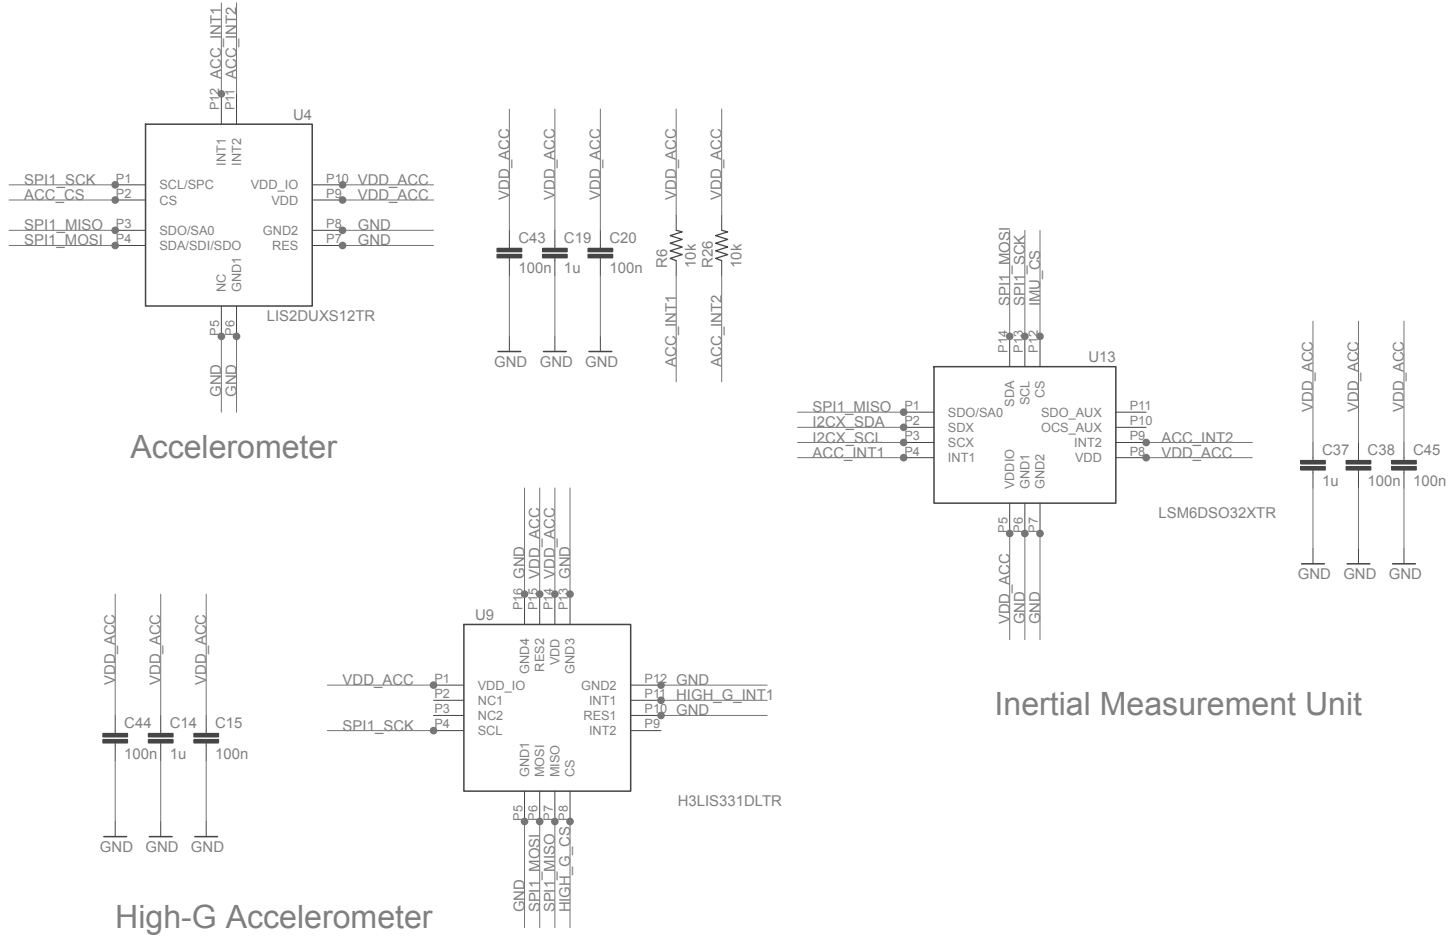 ACC_INT1
ACC_INT2
P12
P11
U4
INT1
INT2
SPI1_SCK P1 SCL/SPC VDD_IO P10 VDD_ACC
ACC_CS P2 CS VDD P9 VDD_ACC
SPI1_MISO P3 SDO/SA0 GND2 P8 GND
SPI1_MOSI P4 SDA/SDI/SDO RES P7 GND
NC
GND1
LIS2DUXS12TR
P5
P6
GND
GND
Accelerometer
VDD_ACC
VDD_ACC
VDD_ACC
VDD_ACC
VDD_ACC
C43 C19 C20
100n 1u 100n
R6
10k
R26
10k
ACC_INT1
ACC_INT2
GND GND GND
SPI1_MOSI
SPI1_SCK
IMU_CS
P14
P13
P12
U13
SDA
SCL
CS
SPI1_MISO P1 SDO/SA0 SDO_AUX P11
I2CX_SDA P2 SDX OCS_AUX P10
I2CX_SCL P3 SCX INT2 P9 ACC_INT2
ACC_INT1 P4 INT1 VDD P8 VDD_ACC
VDDIO
GND1
GND2
LSM6DSO32XTR
P5
P6
P7
VDD_ACC
GND
GND
VDD_ACC
VDD_ACC
VDD_ACC
C37 C38 C45
1u 100n 100n
GND GND GND
Inertial Measurement Unit
GND
VDD_ACC
VDD_ACC
GND
P16
P15
P14
P13
U9
GND4
RES2
VDD
GND3
VDD_ACC P1 VDD_IO GND2 P12 GND
P2 NC1 INT1 P11 HIGH_G_INT1
P3 NC2 RES1 P10 GND
SPI1_SCK P4 SCL INT2 P9
GND1
MOSI
MISO
CS
H3LIS331DLTR
P5
P6
P7
P8
GND
SPI1_MOSI
SPI1_MISO
HIGH_G_CS
VDD_ACC
VDD_ACC
VDD_ACC
C44 C14 C15
100n 1u 100n
GND GND GND
High-G Accelerometer